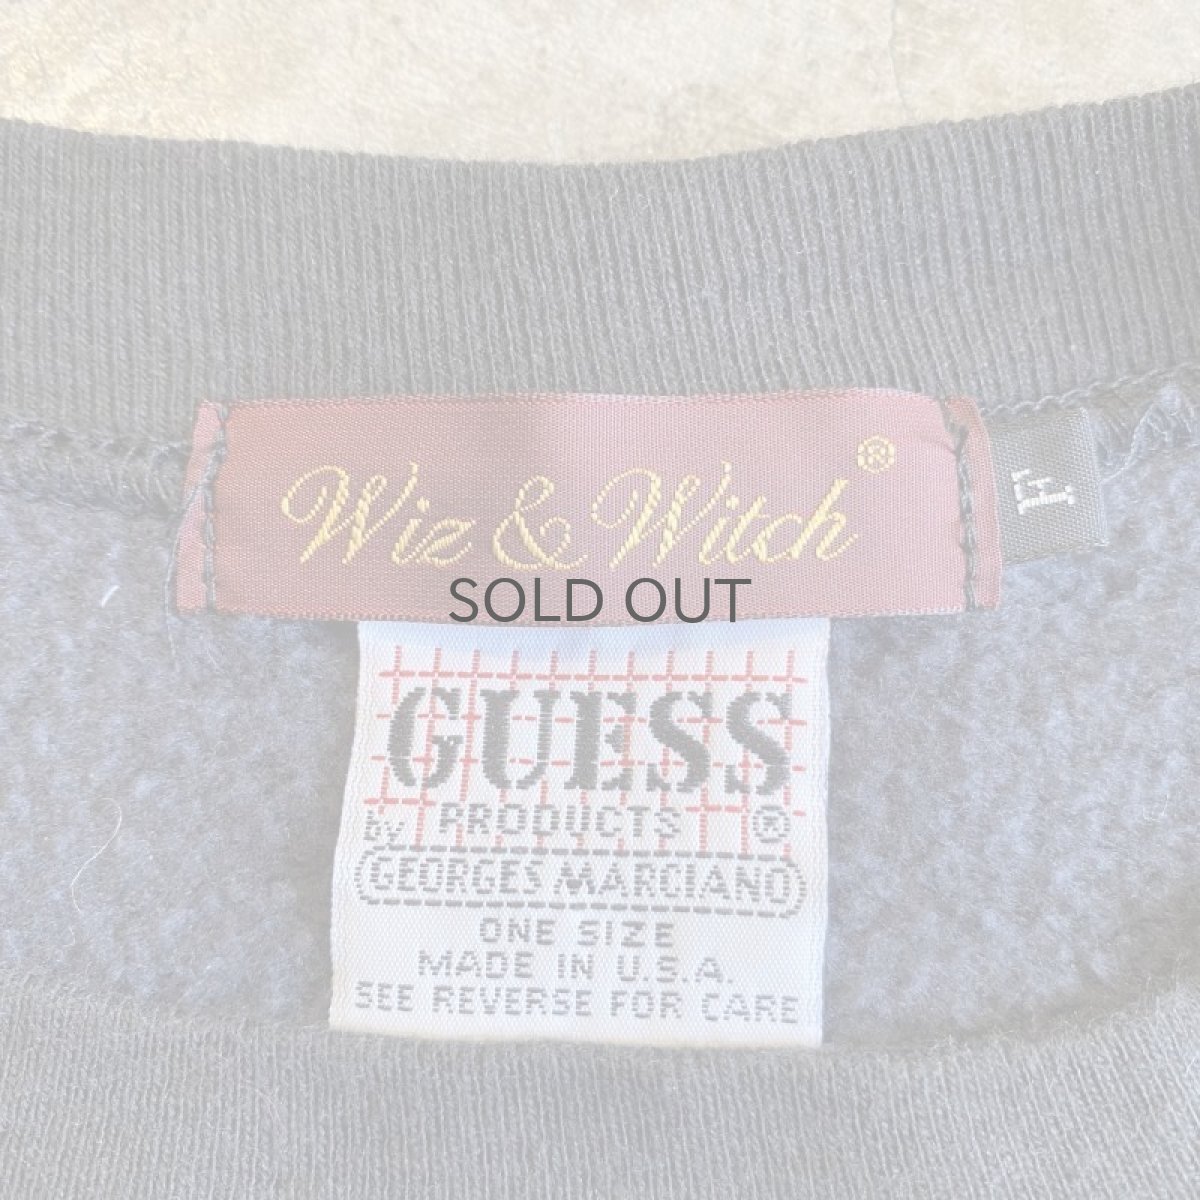 Wiz & Witch ®
F
SOLD OUT
GUESS
by PRODUCTS ®
GEORGES MARCIANO
ONE SIZE
MADE IN U.S.A.
SEE REVERSE FOR CARE